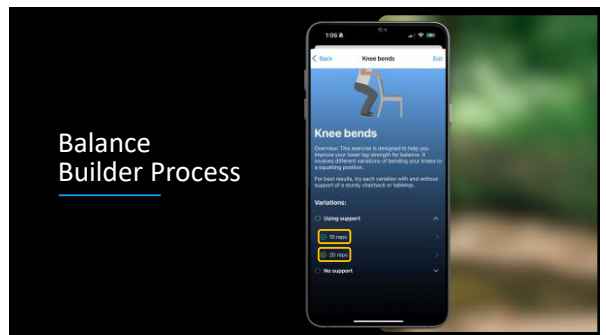 Balance
Builder Process
1:06
Back
Knee bends
Exit
Knee bends
Overview: This exercise is designed to help you
improve your lower leg strength for balance. It
involves different variations of bending your knees to
a squatting position.
For best results, try each variation with and without
support of a sturdy chairback or tabletop.
Variations:
Using support
10 reps
20 reps
No support